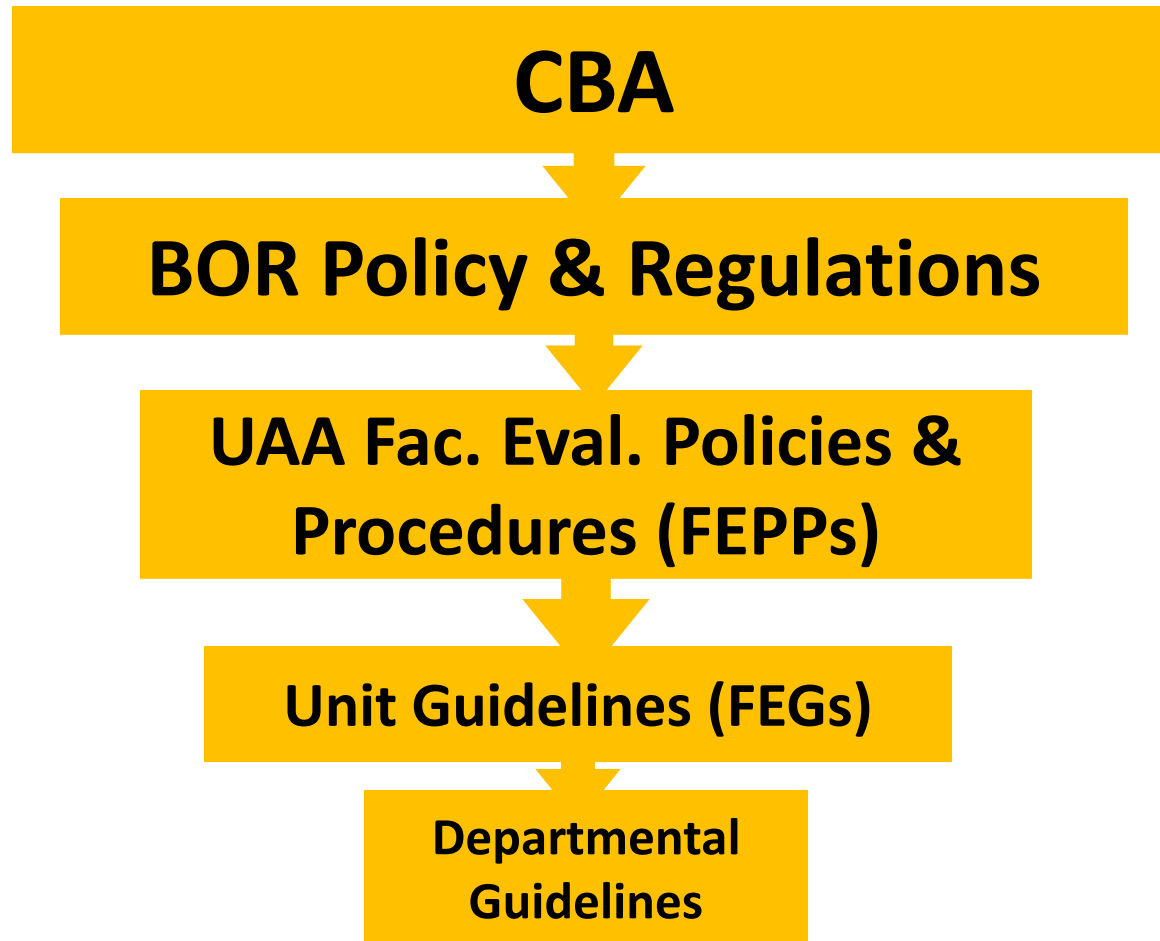 CBA
BOR Policy & Regulations
UAA Fac. Eval. Policies &
Procedures (FEPPs)
Unit Guidelines (FEGs)
Departmental
Guidelines